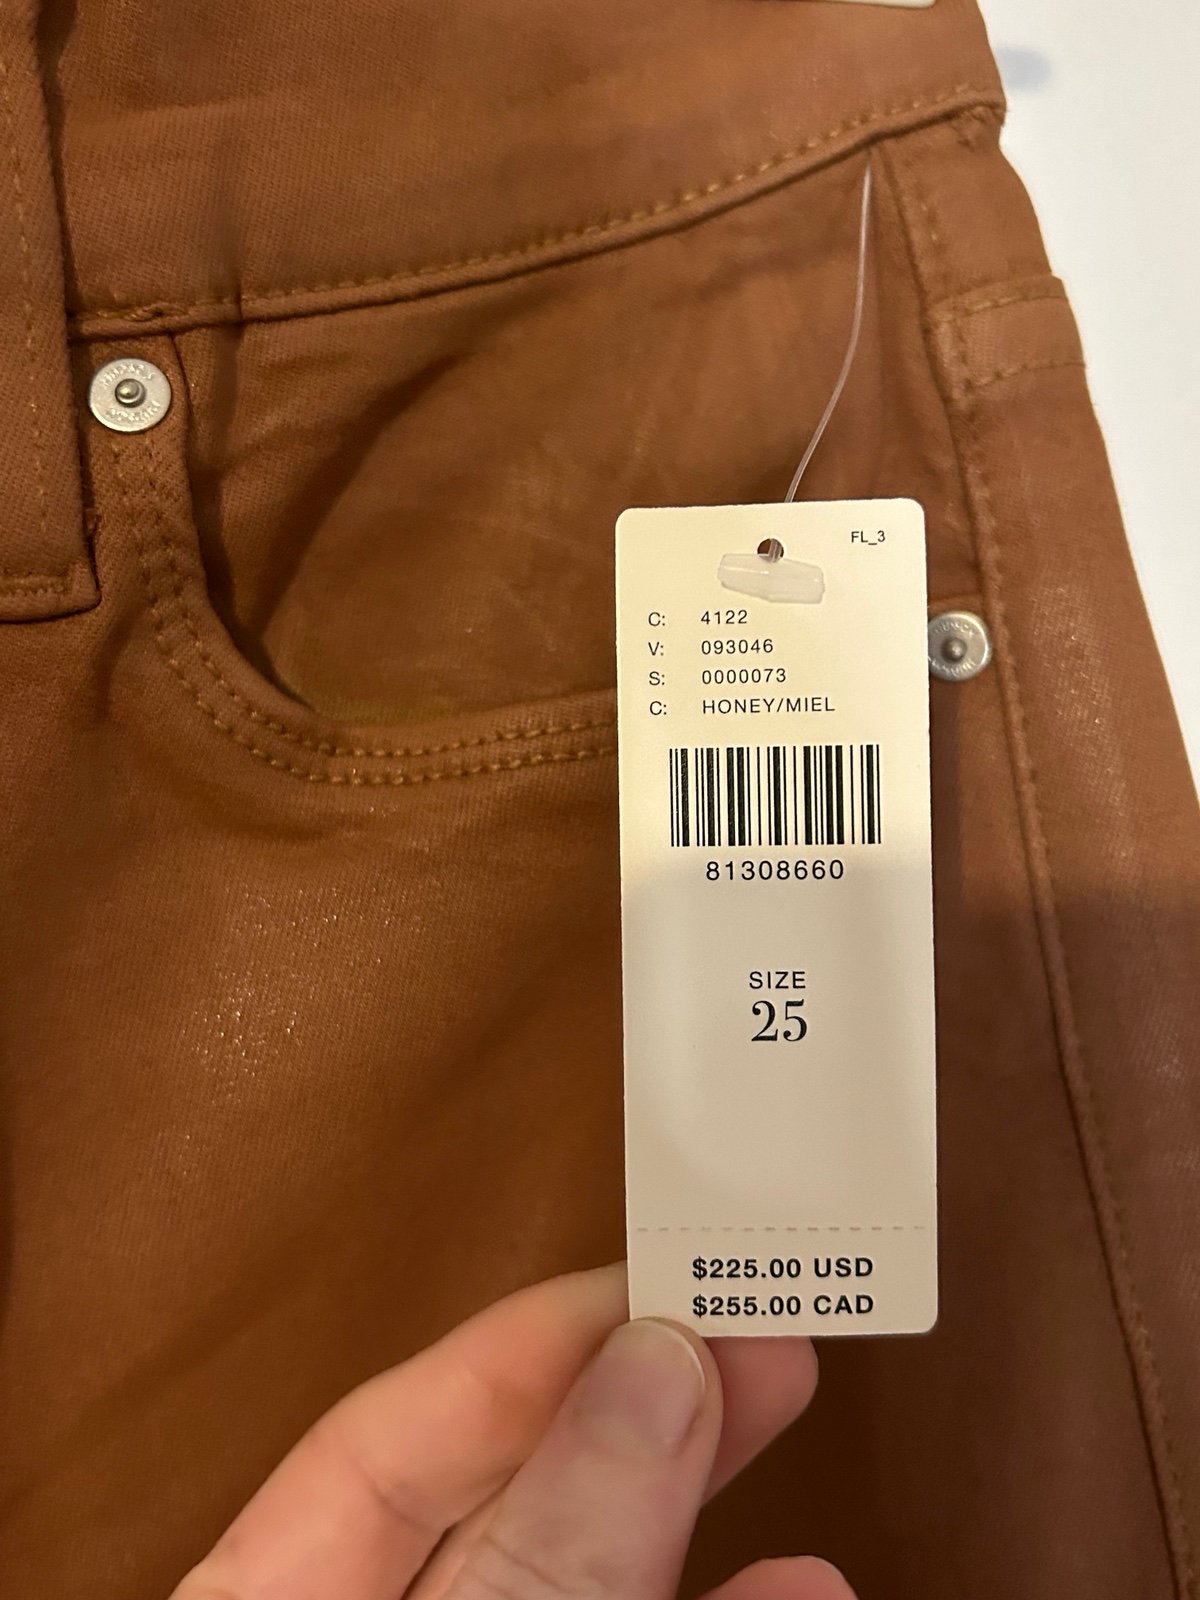 FL_3
C: 4122
V: 093046
S: 0000073
C: HONEY/MIEL
81308660
SIZE
25
$225.00 USD
$255.00 CAD